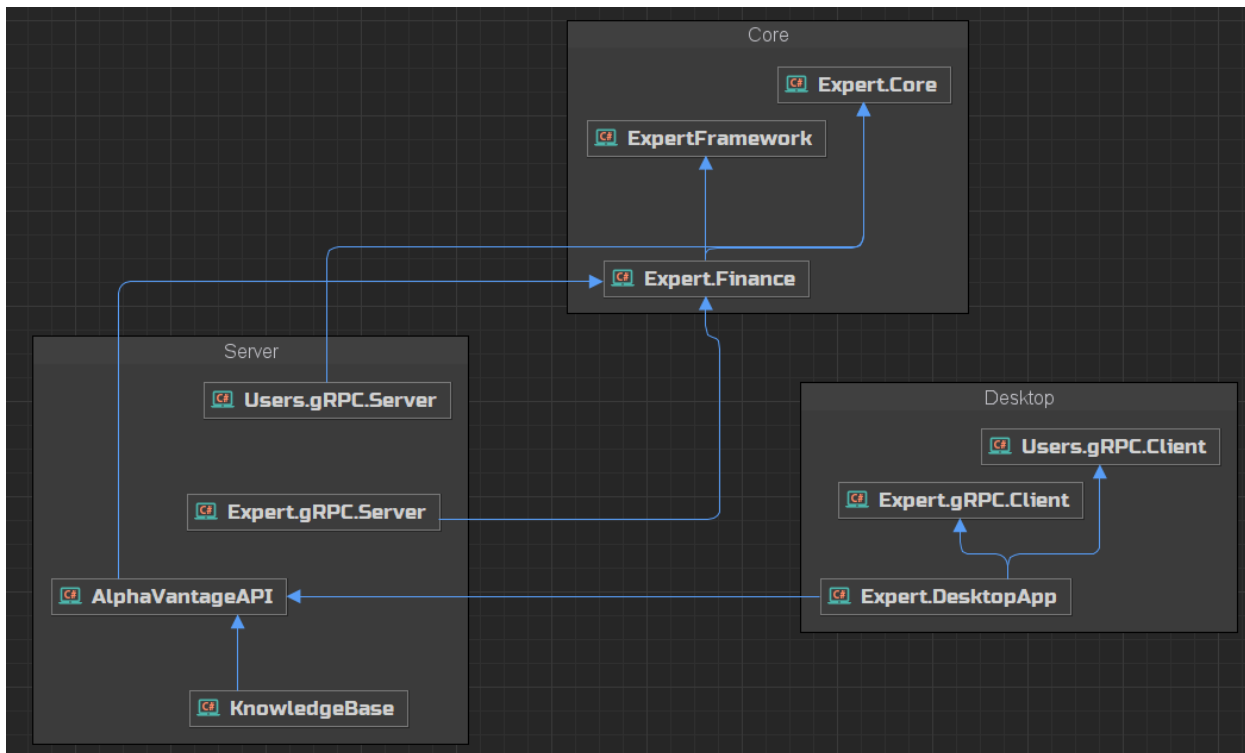 Core
C# Expert.Core
C# ExpertFramework
C# Expert.Finance
Server
C# Users.gRPC.Server
C# Expert.gRPC.Server
C# AlphaVantageAPI
C# KnowledgeBase
Desktop
C# Users.gRPC.Client
C# Expert.gRPC.Client
C# Expert.DesktopApp